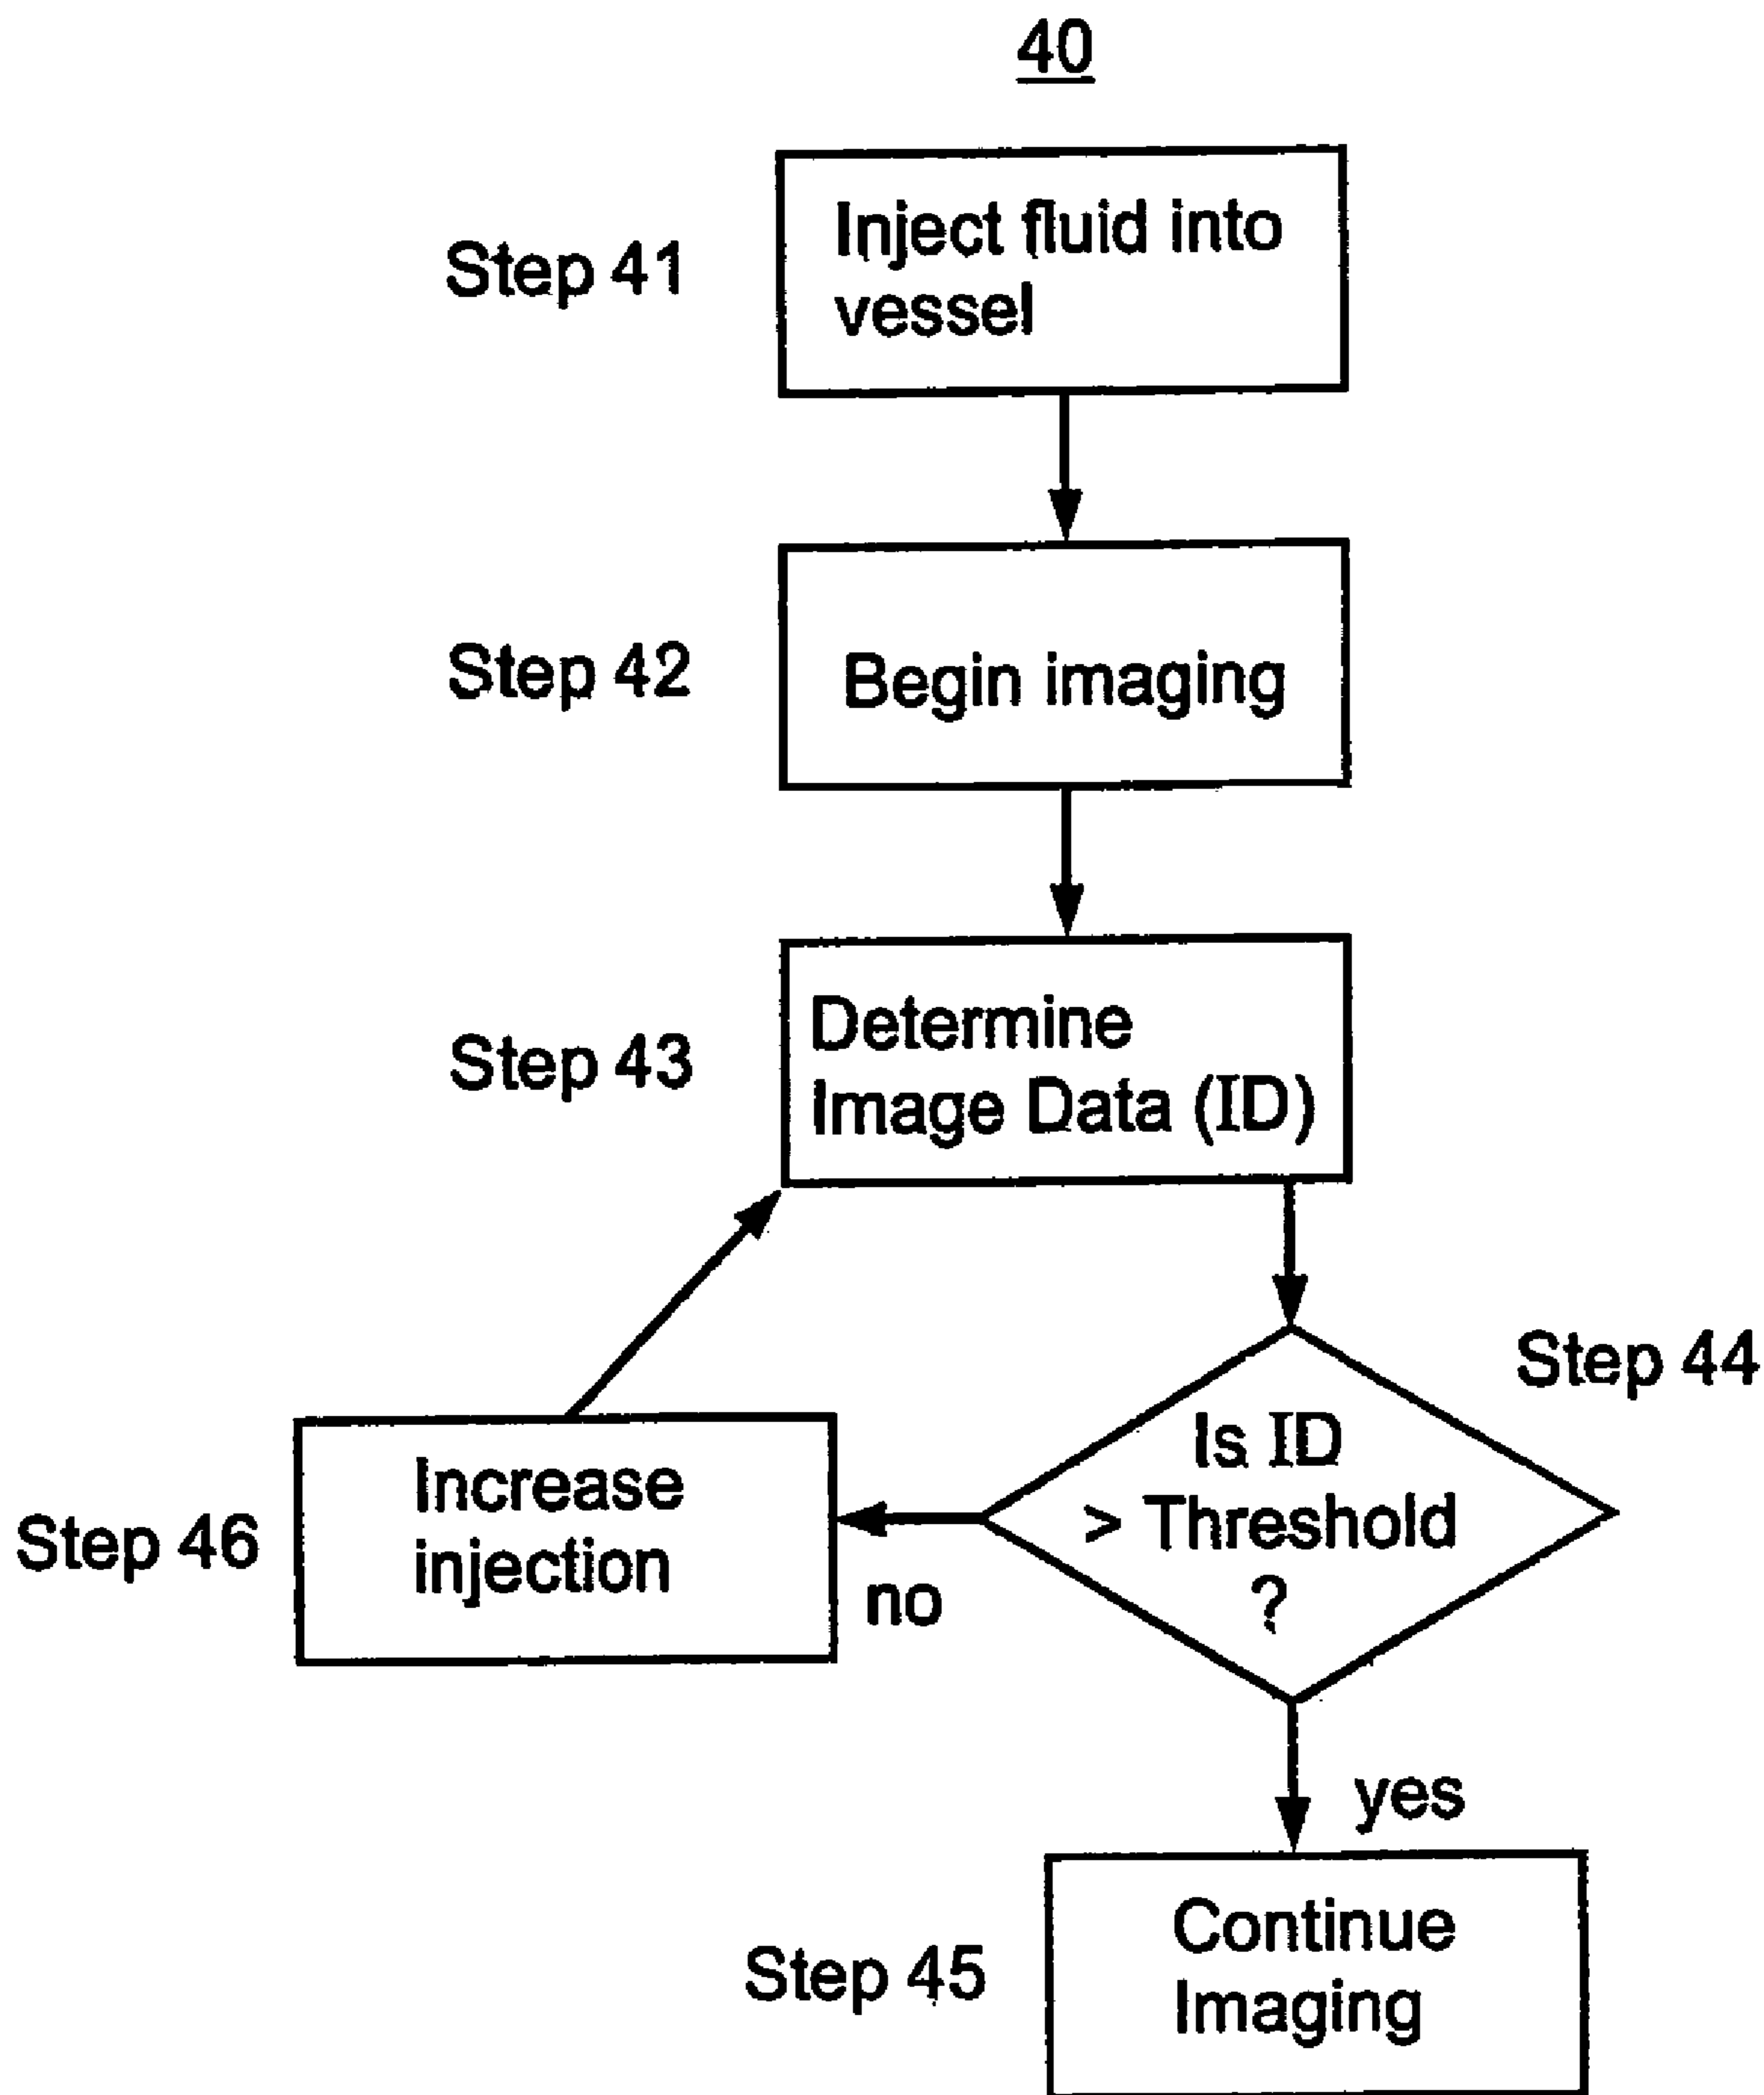 40
Step 41
Inject fluid into
vessel
Step 42
Begin imaging
Step 43
Determine
Image Data (ID)
Step 44
Is ID
> Threshold
?
Step 46
Increase
injection
no
yes
Step 45
Continue
Imaging